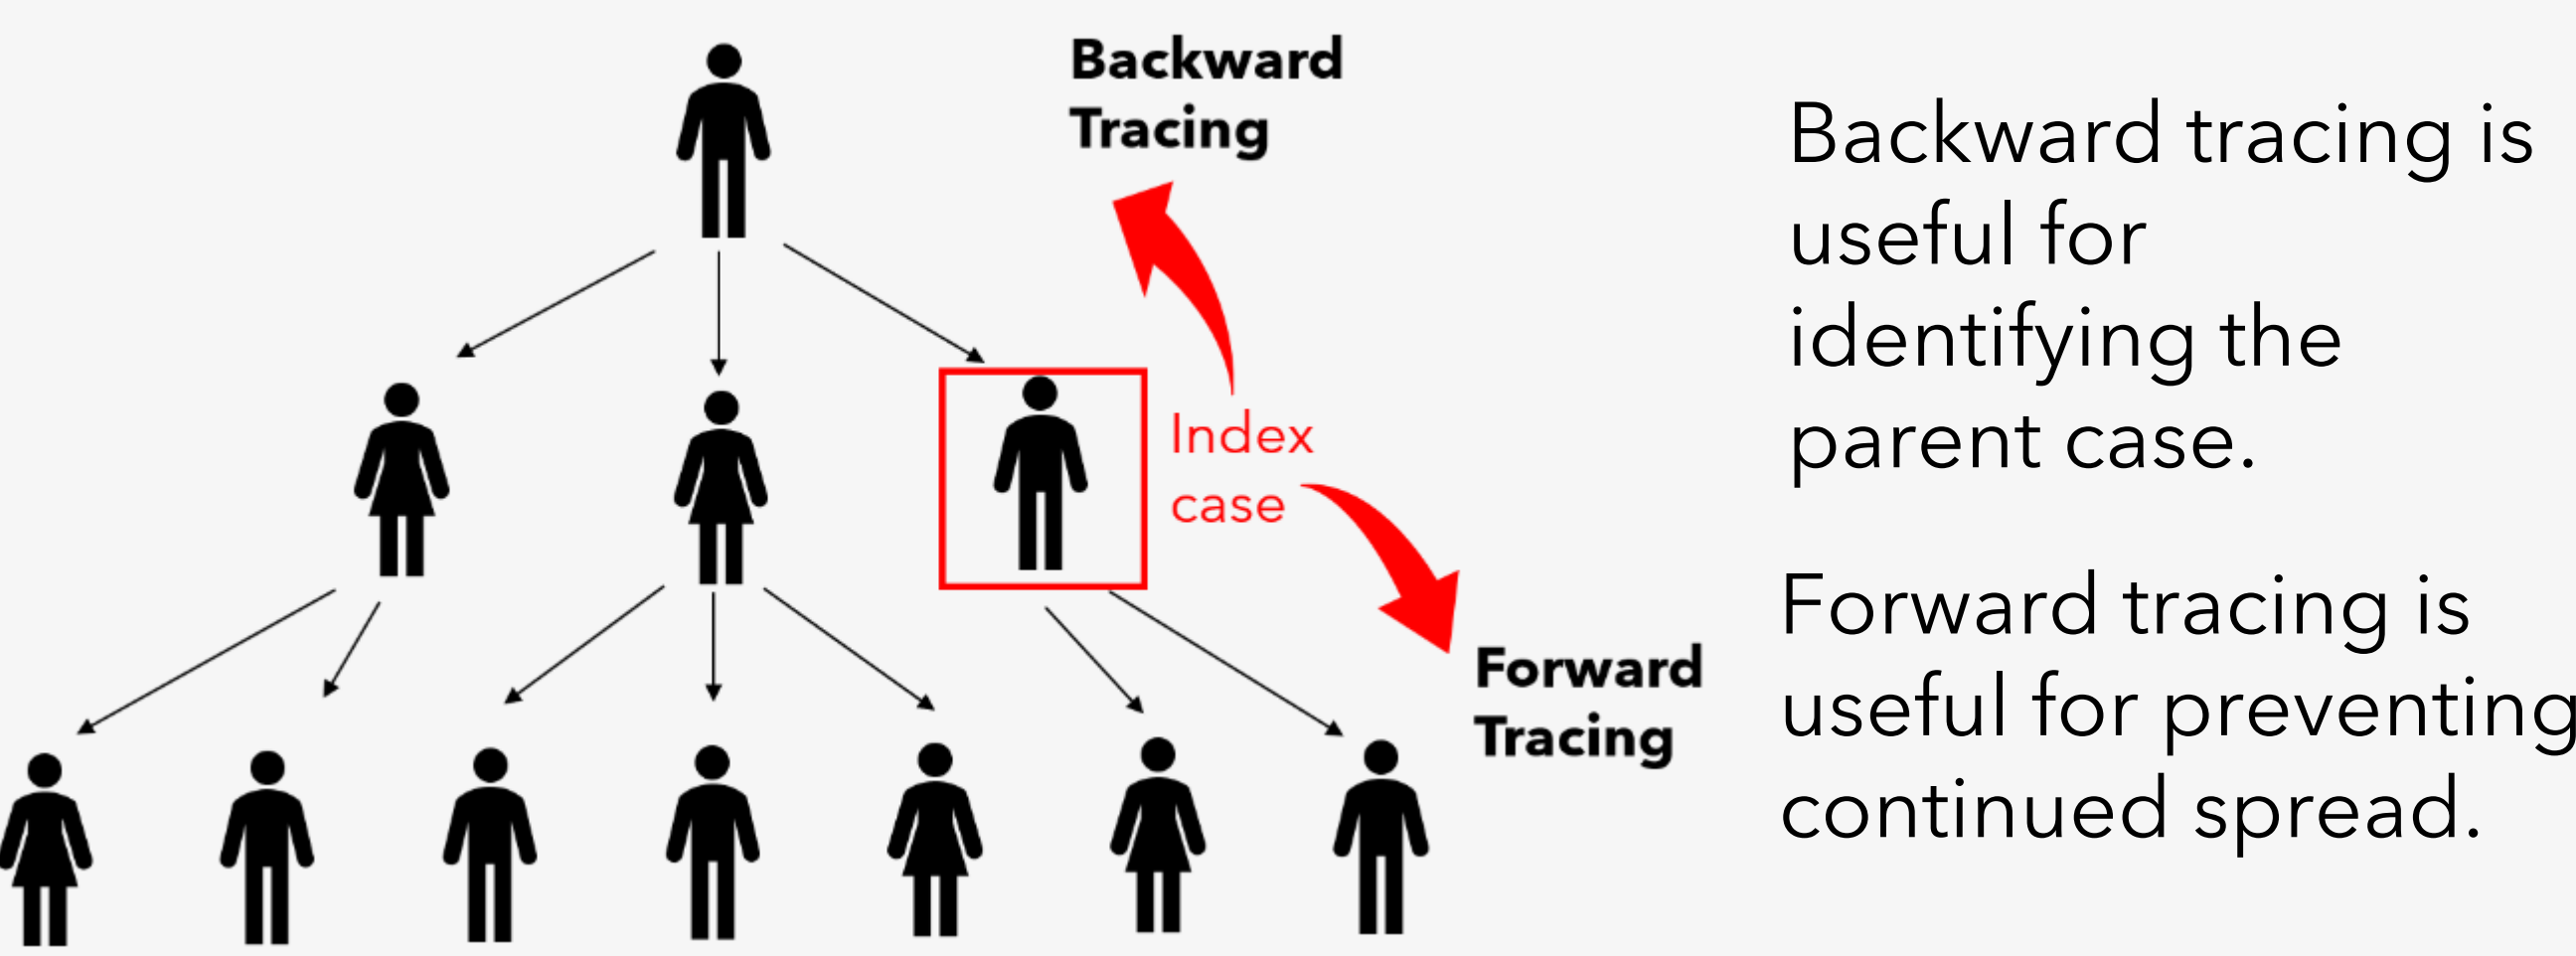 Backward
Tracing
Index
case
Forward
Tracing
Backward tracing is
useful for
identifying the
parent case.
Forward tracing is
useful for preventing
continued spread.